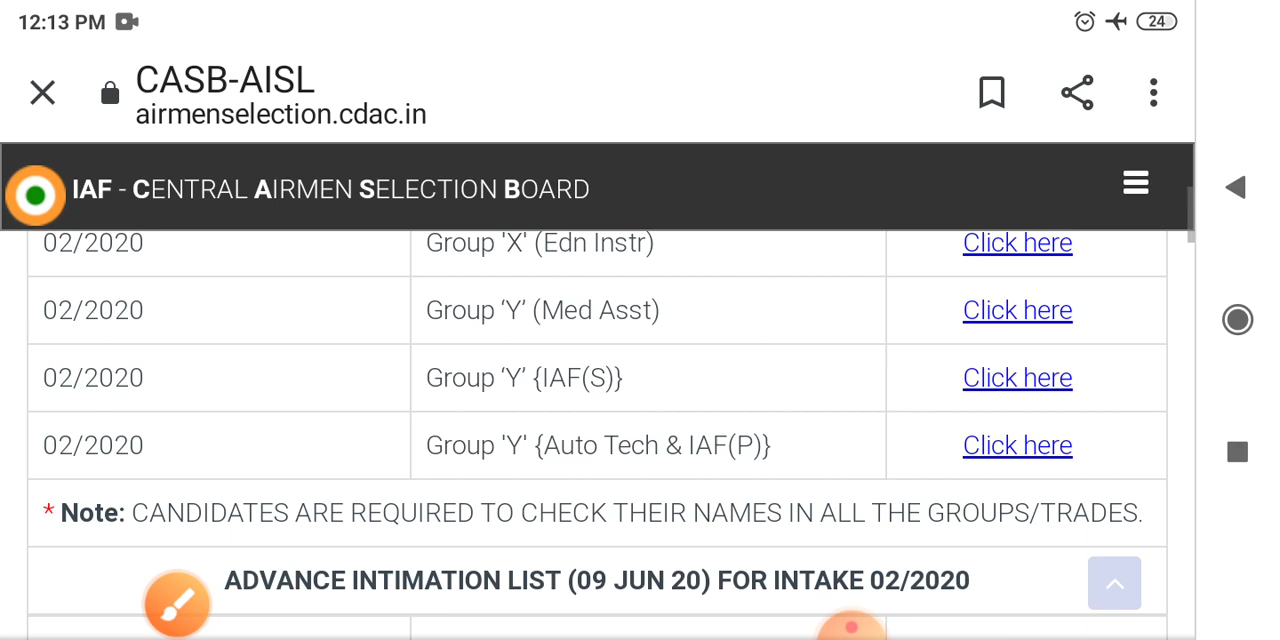 12:13 PM
24
CASB-AISL
airmenselection.cdac.in
IAF - CENTRAL AIRMEN SELECTION BOARD
02/2020 Group 'X' (Edn Instr) Click here
02/2020 Group ‘Y’ (Med Asst) Click here
02/2020 Group ‘Y’ {IAF(S)} Click here
02/2020 Group 'Y' {Auto Tech & IAF(P)} Click here
* Note: CANDIDATES ARE REQUIRED TO CHECK THEIR NAMES IN ALL THE GROUPS/TRADES.
ADVANCE INTIMATION LIST (09 JUN 20) FOR INTAKE 02/2020